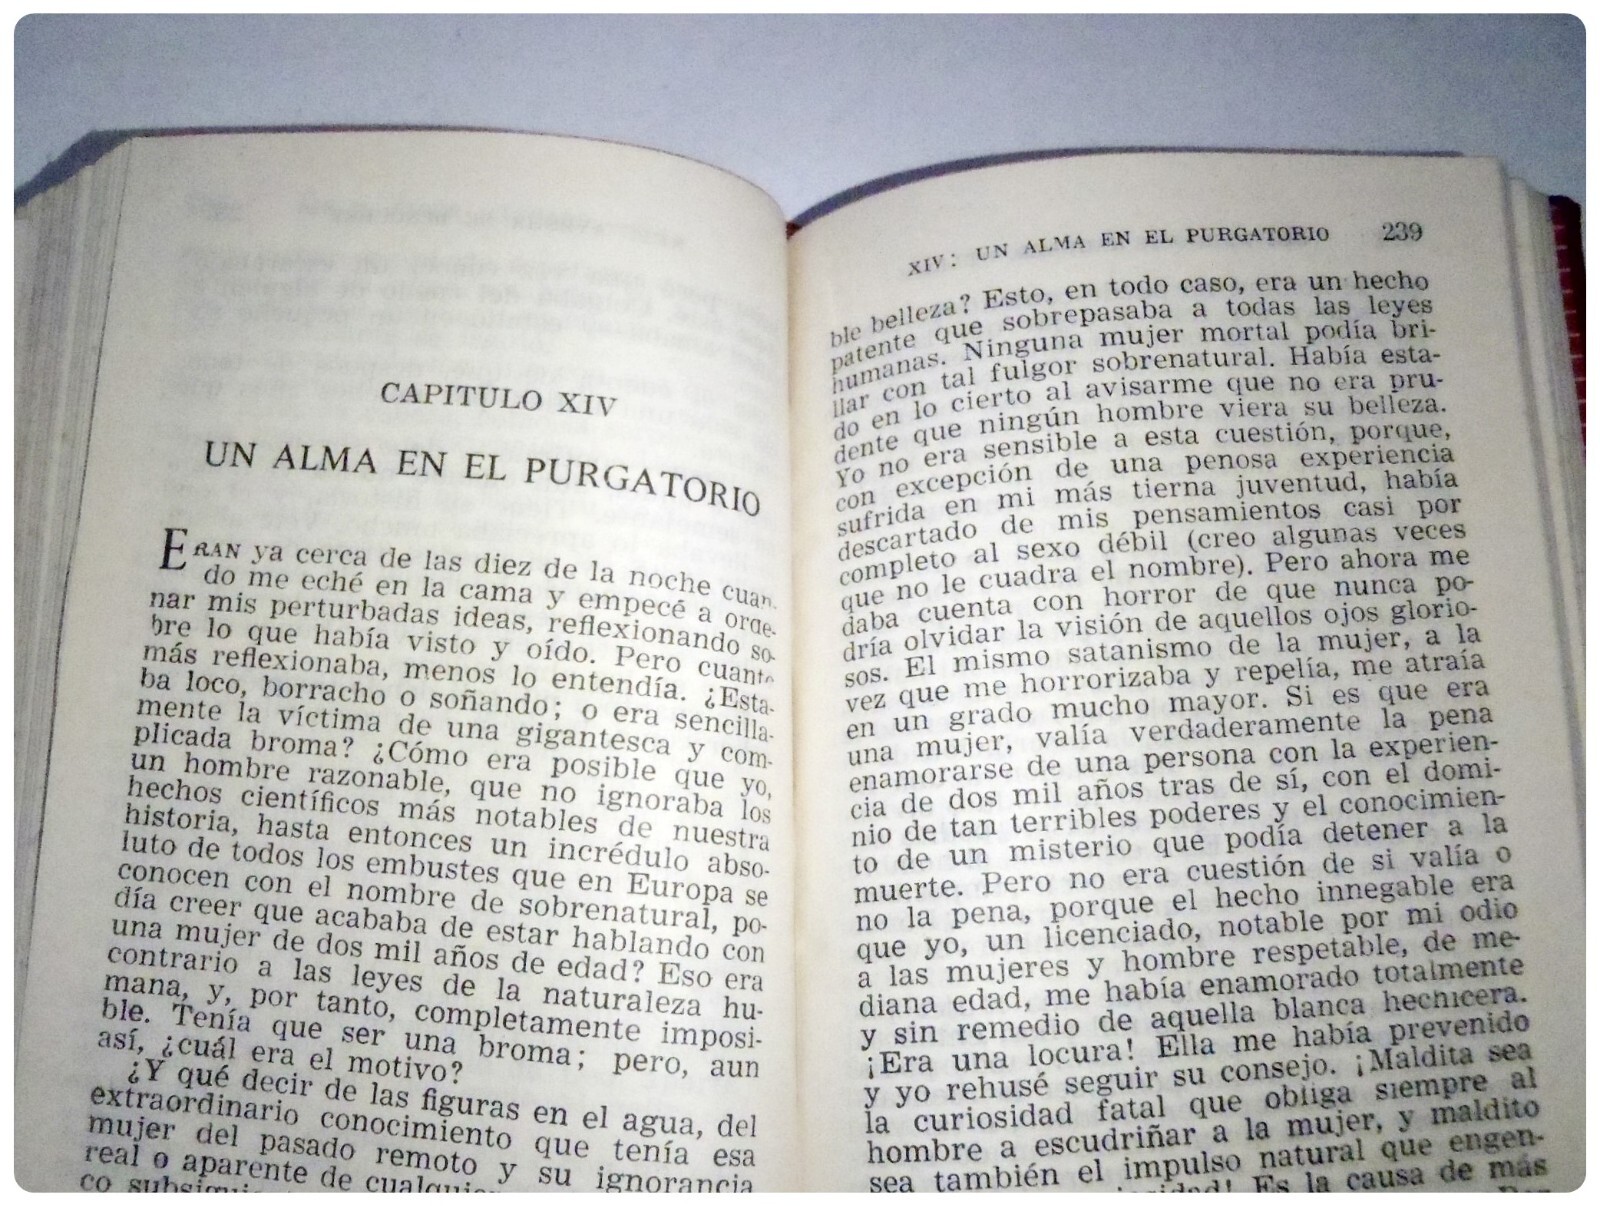 CAPITULO XIV
UN ALMA EN EL PURGATORIO
ERAN ya cerca de las diez de la noche cuan-
do me eché en la cama y empecé a orde-
nar mis perturbadas ideas, reflexionando so-
bre lo que había visto y oído. Pero cuanto
más reflexionaba, menos lo entendía. ¿Esta-
ba loco, borracho o soñando; o era sencilla-
mente la víctima de una gigantesca y com-
plicada broma? ¿Cómo era posible que yo,
un hombre razonable, que no ignoraba los
hechos científicos más notables de nuestra
historia, hasta entonces un incrédulo abso-
luto de todos los embustes que en Europa se
conocen con el nombre de sobrenatural, po-
día creer que acababa de estar hablando con
una mujer de dos mil años de edad? Eso era
contrario a las leyes de la naturaleza hu-
mana, y, por tanto, completamente imposi-
ble. Tenía que ser una broma; pero, aun
así, ¿cuál era el motivo?
¿Y qué decir de las figuras en el agua, del
extraordinario conocimiento que tenía esa
mujer del pasado remoto y su ignorancia
real o aparente de cualquier
co
XIV: UN ALMA EN EL PURGATORIO 239
ble belleza? Esto, en todo caso, era un hecho
patente que sobrepasaba a todas las leyes
humanas. Ninguna mujer mortal podía bri-
llar con tal fulgor sobrenatural. Había esta-
do en lo cierto al avisarme que no era pru-
dente que ningún hombre viera su belleza.
Yo no era sensible a esta cuestión, porque,
con excepción de una penosa experiencia
sufrida en mi más tierna juventud, había
descartado de mis pensamientos casi por
completo al sexo débil (creo algunas veces
que no le cuadra el nombre). Pero ahora me
daba cuenta con horror de que nunca po-
dría olvidar la visión de aquellos ojos glorio-
sos. El mismo satanismo de la mujer, a la
vez que me horrorizaba y repelía, me atraía
en un grado mucho mayor. Si es que era
una mujer, valía verdaderamente la pena
enamorarse de una persona con la experien-
cia de dos mil años tras de sí, con el domi-
nio de tan terribles poderes y el conocimien-
to de un misterio que podía detener a la
muerte. Pero no era cuestión de si valía o
no la pena, porque el hecho innegable era
que yo, un licenciado, notable por mi odio
a las mujeres y hombre respetable, de me-
diana edad, me había enamorado totalmente
y sin remedio de aquella blanca hechicera.
¡Era una locura! Ella me había prevenido
y yo rehusé seguir su consejo. ¡Maldita sea
la curiosidad fatal que obliga siempre al
hombre a escudriñar a la mujer, y maldito
sea también el impulso natural que engen-
Es la causa de más